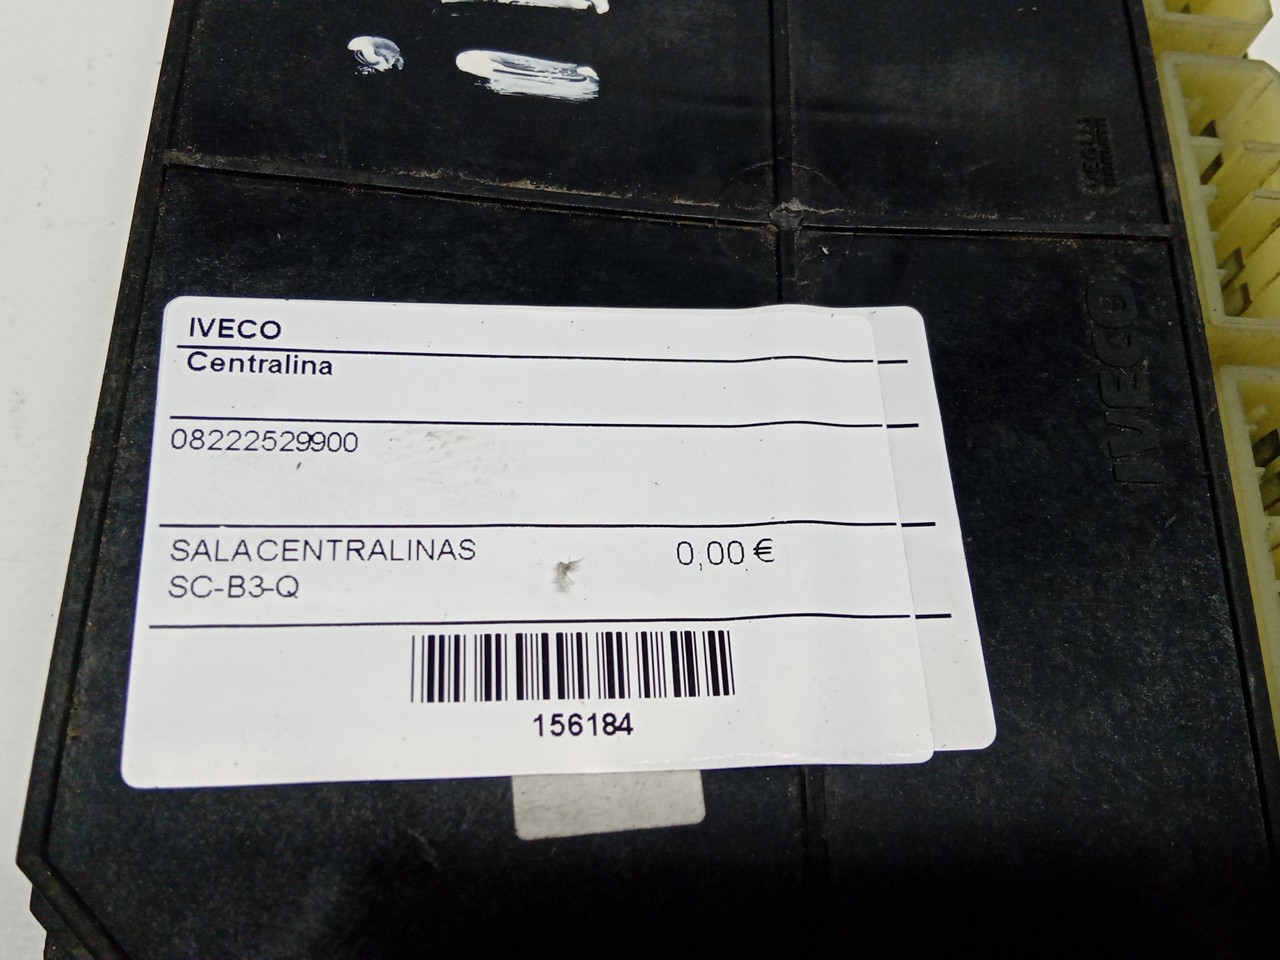 IVECO
Centralina
08222529900
SALACENTRALINAS 0,00 €
SC-B3-Q
156184
IVECO